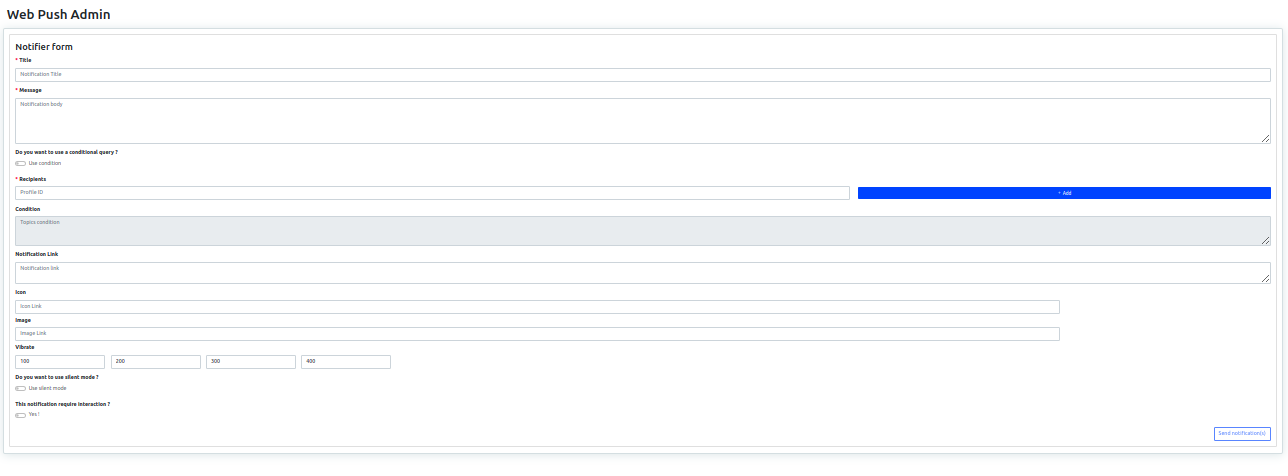 Web Push Admin
Notifier form
* Title
Notification Title
* Message
Notification body
Do you want to use a conditional query ?
Use condition
* Recipients
Profile ID
+ Add
Condition
Topics condition
Notification Link
Notification link
Icon
Icon Link
Image
Image Link
Vibrate
100 200 300 400
Do you want to use silent mode ?
Use silent mode
This notification require interaction ?
Yes !
Send notification(s)